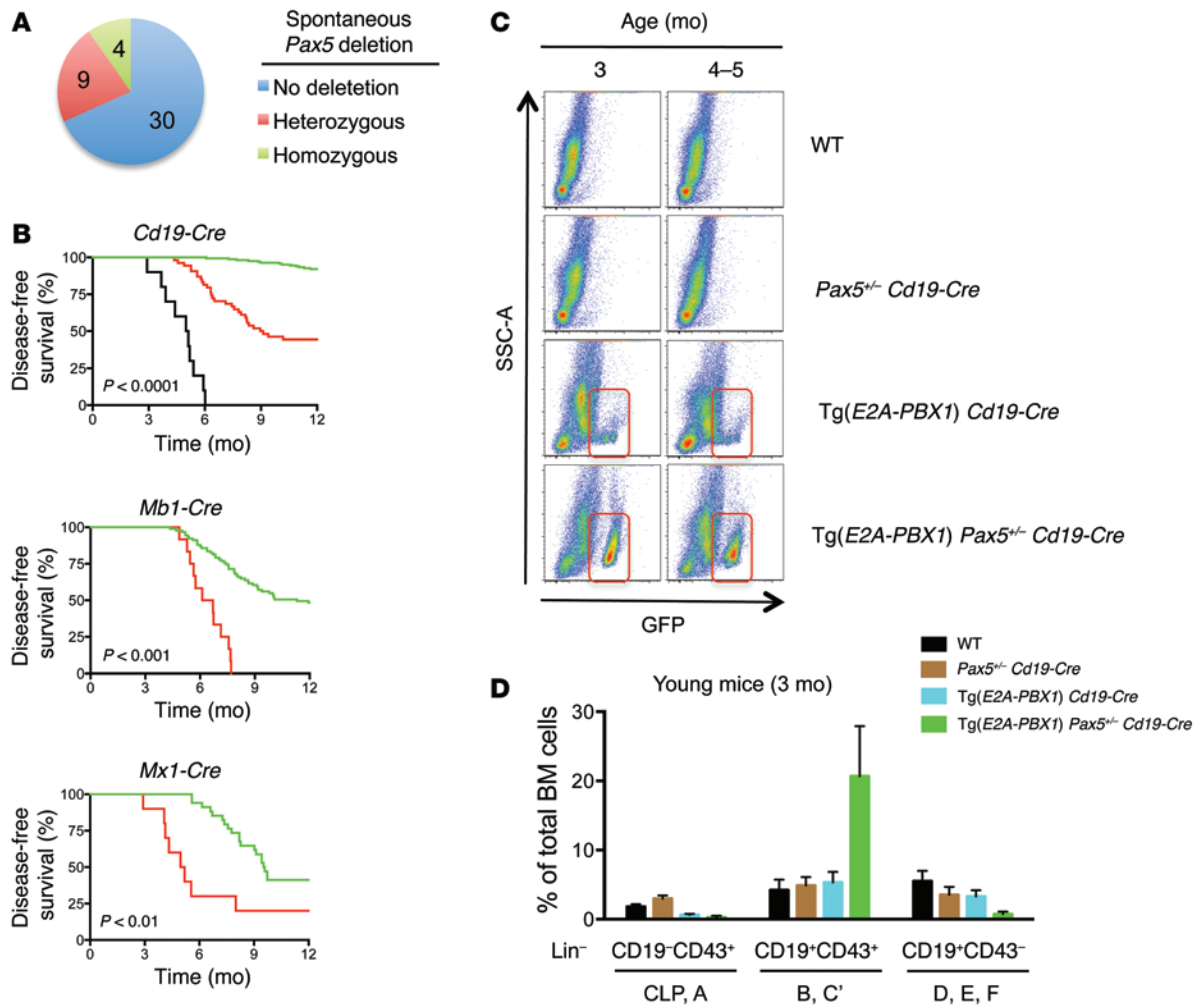 A
Spontaneous
Pax5 deletion
4
9
30
No deletetion
Heterozygous
Homozygous
B
Cd19-Cre
Disease-free
survival (%)
100
75
50
25
0
P < 0.0001
0 3 6 9 12
Time (mo)
Mb1-Cre
Disease-free
survival (%)
100
75
50
25
0
P < 0.001
0 3 6 9 12
Time (mo)
Mx1-Cre
Disease-free
survival (%)
100
75
50
25
0
P < 0.01
0 3 6 9 12
Time (mo)
C
Age (mo)
3 4–5
SSC-A
WT
Pax5+/– Cd19-Cre
Tg(E2A-PBX1) Cd19-Cre
Tg(E2A-PBX1) Pax5+/– Cd19-Cre
GFP
D
Young mice (3 mo)
WT
Pax5+/– Cd19-Cre
Tg(E2A-PBX1) Cd19-Cre
Tg(E2A-PBX1) Pax5+/– Cd19-Cre
% of total BM cells
30
20
10
0
Lin– CD19–CD43+ CD19+CD43+ CD19+CD43–
CLP, A B, C' D, E, F